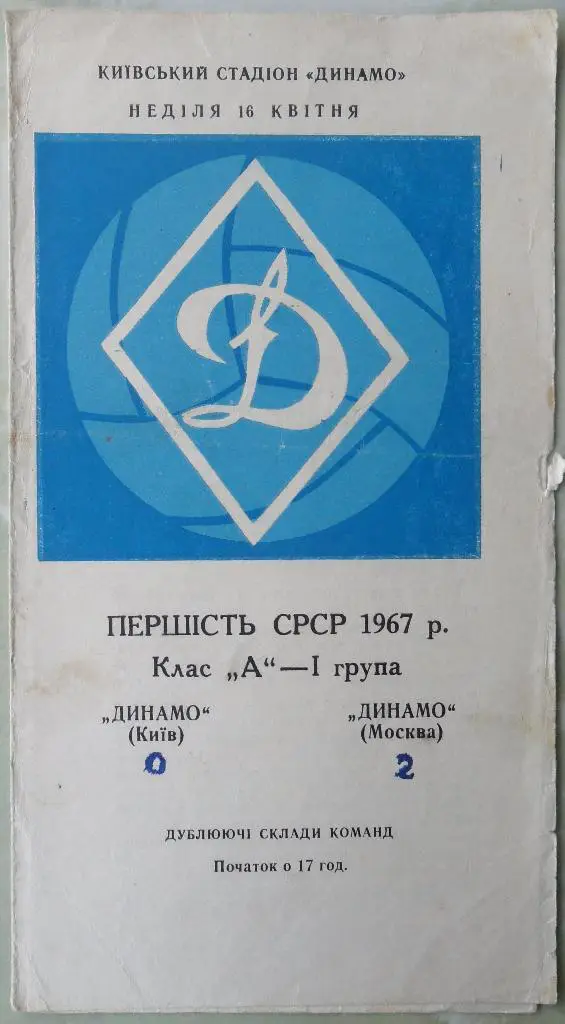 КИЇВСЬКИЙ СТАДІОН «ДИНАМО»
НЕДІЛЯ 16 КВІТНЯ
Д
ПЕРШІСТЬ СРСР 1967 р.
Клас „А“—І група
„ДИНАМО“ „ДИНАМО“
(Київ) (Москва)
0 2
ДУБЛЮЮЧІ СКЛАДИ КОМАНД
Початок о 17 год.